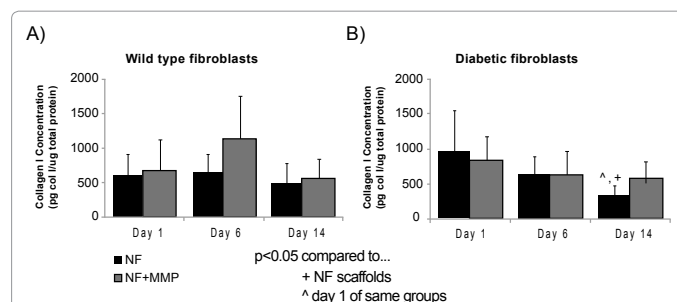 A)
Wild type fibroblasts
Collagen I Concentration
(pg col I/ug total protein)
2000
1500
1000
500
0
Day 1 Day 6 Day 14
B)
Diabetic fibroblasts
Collagen I Concentration
(pg col I/ug total protein)
2000
1500
1000
500
0
^ , +
Day 1 Day 6 Day 14
NF
NF+MMP
p<0.05 compared to...
+ NF scaffolds
^ day 1 of same groups